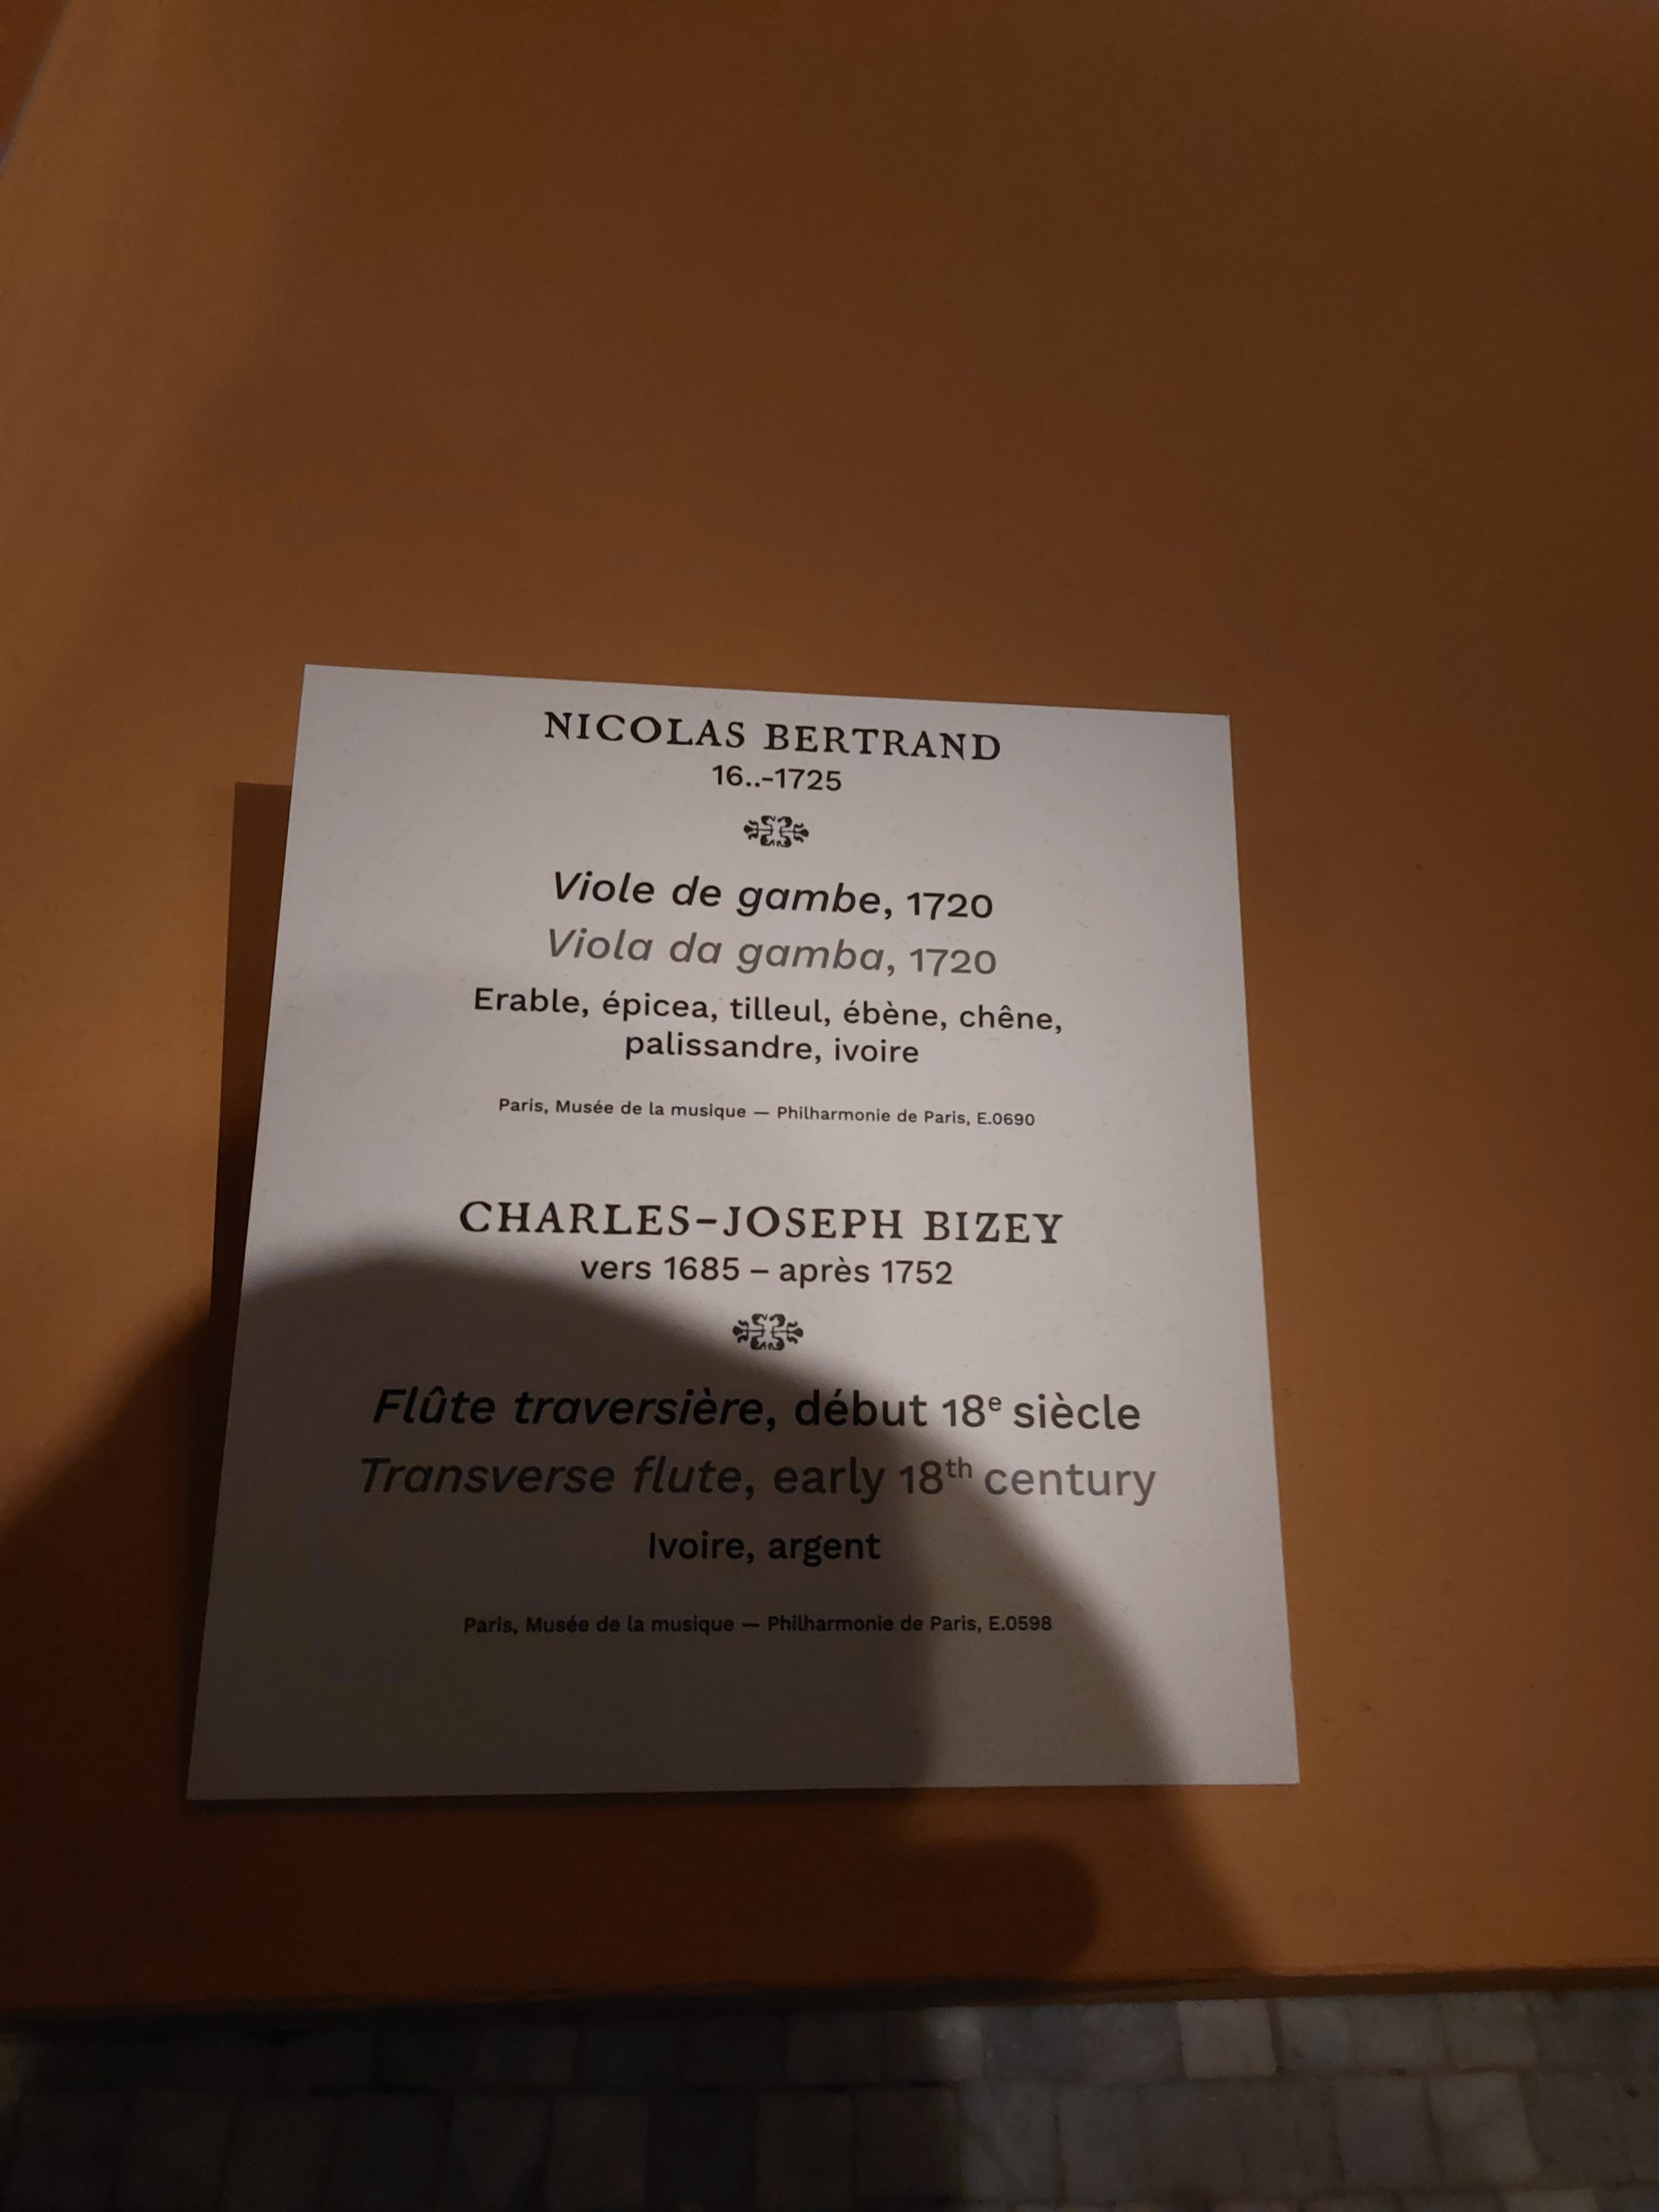 NICOLAS BERTRAND
16..-1725
Viole de gambe, 1720
Viola da gamba, 1720
Erable, épicea, tilleul, ébène, chêne,
palissandre, ivoire
Paris, Musée de la musique — Philharmonie de Paris, E.0690
CHARLES-JOSEPH BIZEY
vers 1685 – après 1752
Flûte traversière, début 18e siècle
Transverse flute, early 18th century
Ivoire, argent
Paris, Musée de la musique — Philharmonie de Paris, E.0598